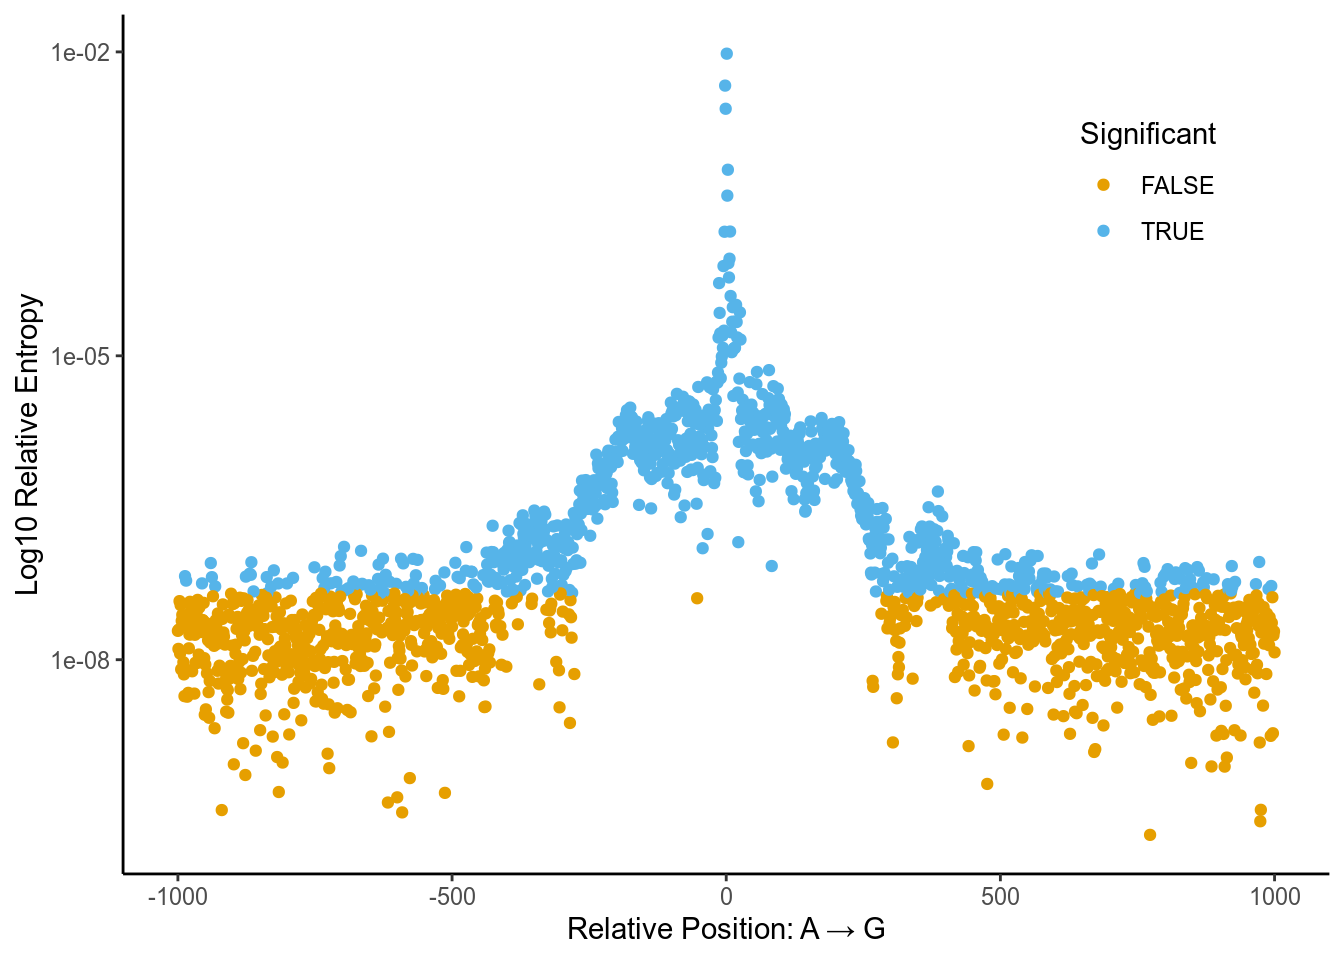 Log10 Relative Entropy
1e-02
1e-05
1e-08
Significant
FALSE
TRUE
-1000
-500
0
500
1000
Relative Position: A → G